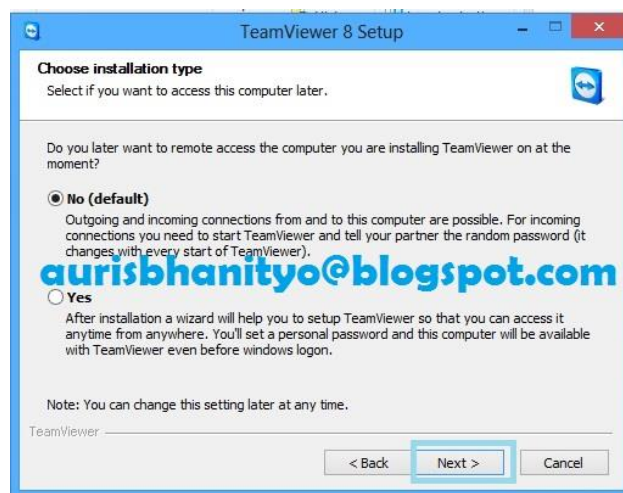 TeamViewer 8 Setup
Choose installation type
Select if you want to access this computer later.
Do you later want to remote access the computer you are installing TeamViewer on at the
moment?
No (default)
Outgoing and incoming connections from and to this computer are possible. For incoming
connections you need to start TeamViewer and tell your partner the random password (it
changes with every start of TeamViewer).
aurisbhanityo@blogspot.com
Yes
After installation a wizard will help you to setup TeamViewer so that you can access it
anytime from anywhere. You'll set a personal password and this computer will be available
with TeamViewer even before windows logon.
Note: You can change this setting later at any time.
TeamViewer
< Back Next > Cancel